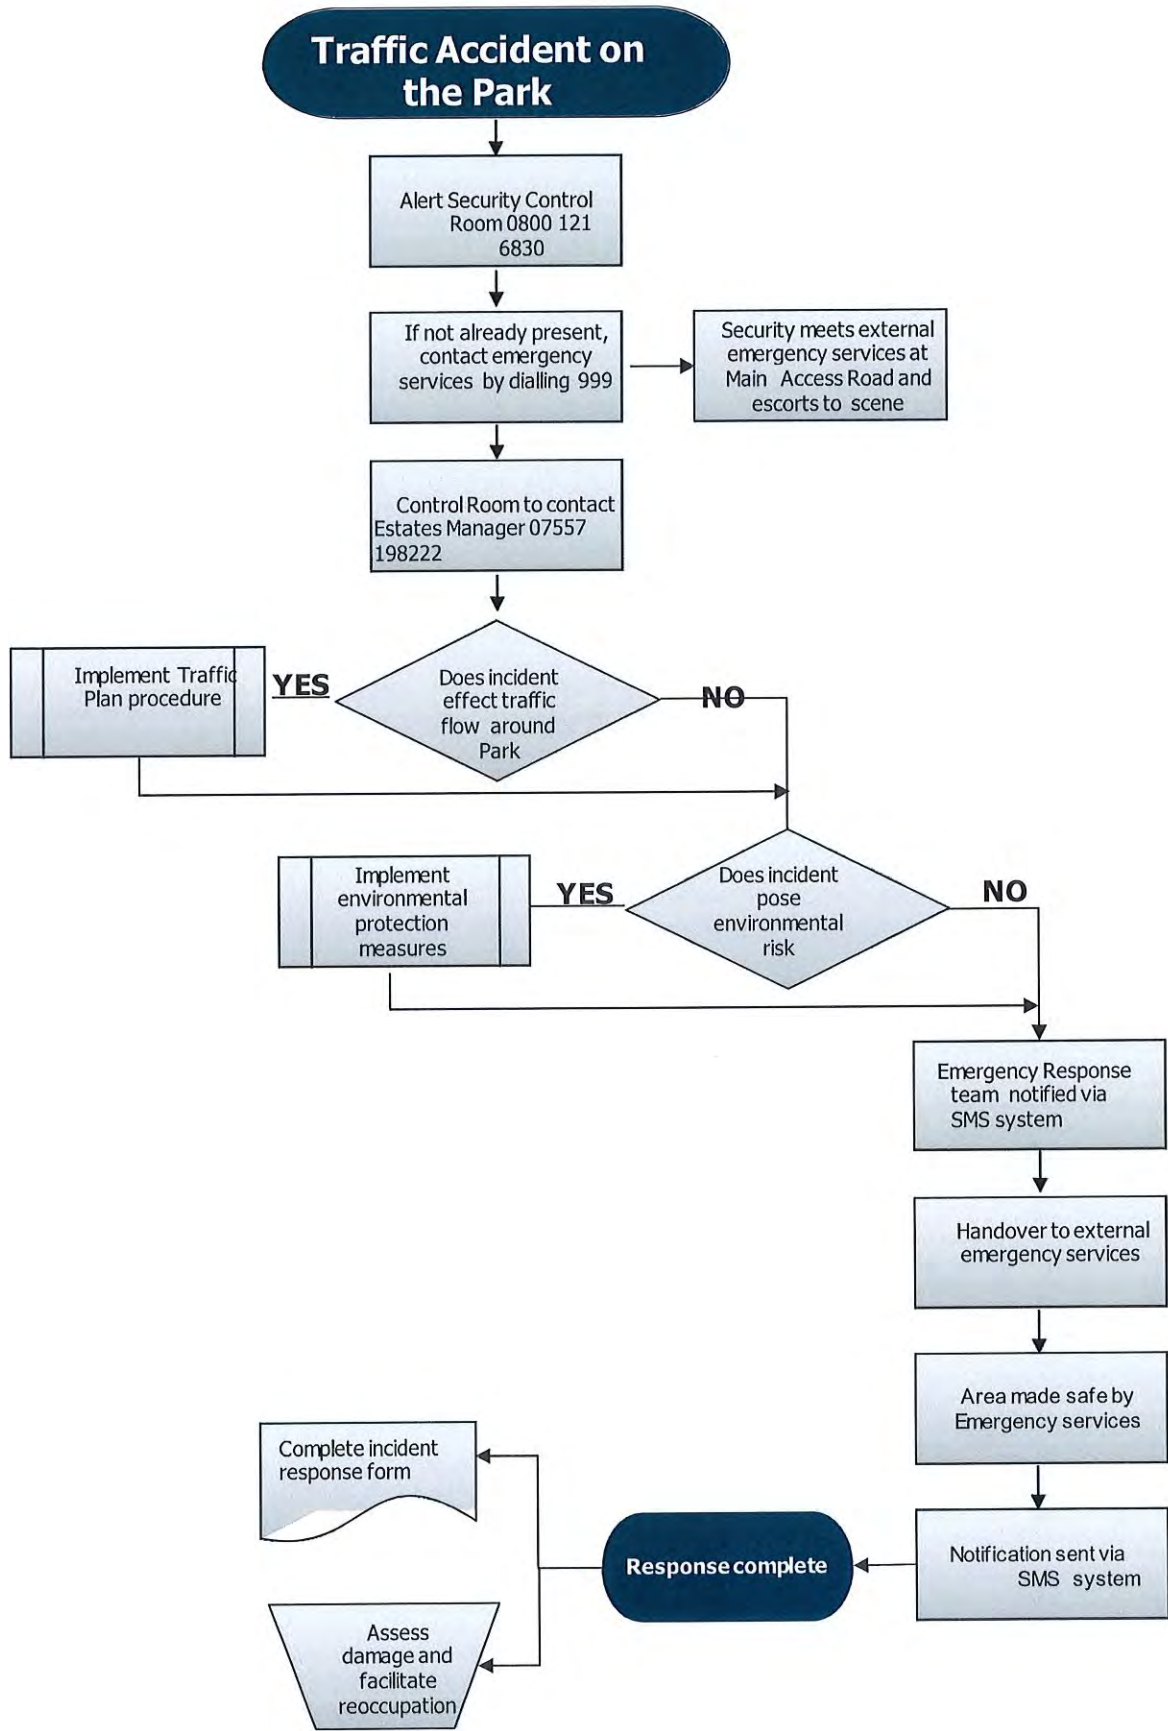 Traffic Accident on
the Park
Alert Security Control
Room 0800 121
6830
If not already present,
contact emergency
services by dialling 999
Security meets external
emergency services at
Main Access Road and
escorts to scene
Control Room to contact
Estates Manager 07557
198222
Implement Traffic
Plan procedure
YES
Does incident
effect traffic
flow around
Park
NO
Implement
environmental
protection
measures
YES
Does incident
pose
environmental
risk
NO
Emergency Response
team notified via
SMS system
Handover to external
emergency services
Area made safe by
Emergency services
Notification sent via
SMS system
Response complete
Complete incident
response form
Assess
damage and
facilitate
reoccupation